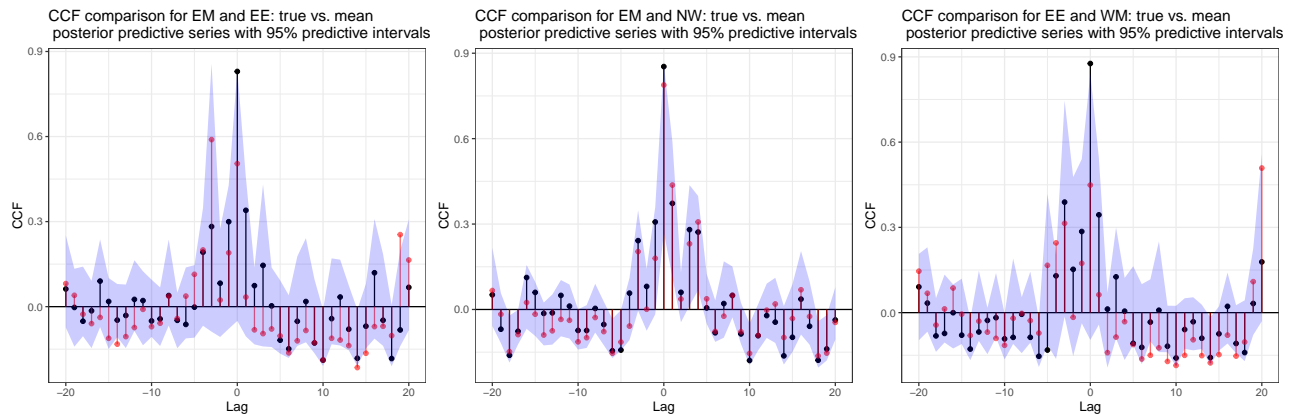 CCF comparison for EM and EE: true vs. mean
posterior predictive series with 95% predictive intervals
0.9
0.6
0.3
0.0
CCF
−20
−10
0
10
20
Lag
CCF comparison for EM and NW: true vs. mean
posterior predictive series with 95% predictive intervals
0.9
0.6
0.3
0.0
CCF
−20
−10
0
10
20
Lag
CCF comparison for EE and WM: true vs. mean
posterior predictive series with 95% predictive intervals
0.9
0.6
0.3
0.0
CCF
−20
−10
0
10
20
Lag